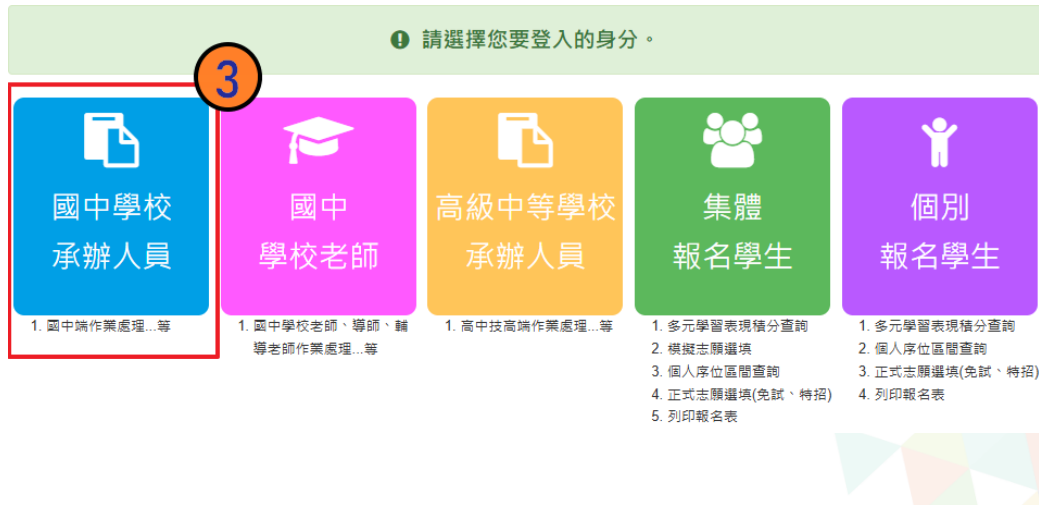 請選擇您要登入的身分。
3
國中學校
承辦人員
1. 國中端作業處理...等
國中
學校老師
1. 國中學校老師、導師、輔
導老師作業處理...等
高級中等學校
承辦人員
1. 高中技高端作業處理...等
集體
報名學生
1. 多元學習表現積分查詢
2. 模擬志願選填
3. 個人序位區間查詢
4. 正式志願選填(免試、特招)
5. 列印報名表
個別
報名學生
1. 多元學習表現積分查詢
2. 個人序位區間查詢
3. 正式志願選填(免試、特招)
4. 列印報名表